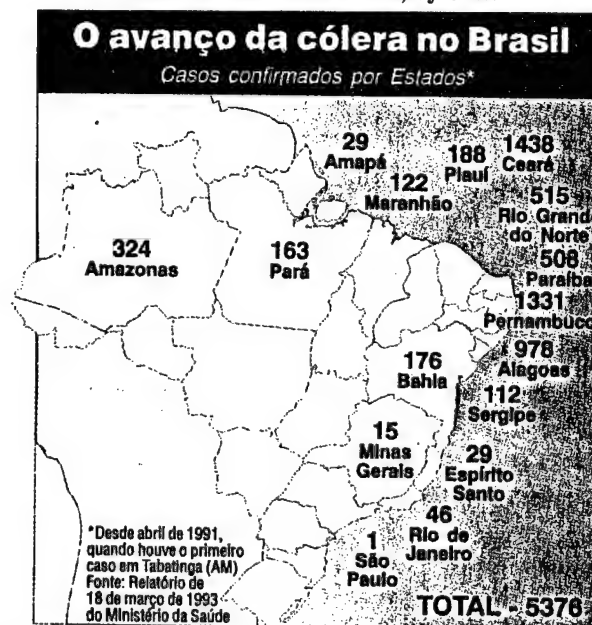 O avanço da cólera no Brasil
Casos confirmados por Estados*
29
Amapá
122
Maranhão
188
Piauí
1438
Ceará
515
Rio Grande
do Norte
508
Paraíba
1331
Pernambuco
978
Alagoas
112
Sergipe
324
Amazonas
163
Pará
176
Bahia
15
Minas
Gerais
29
Espírito
Santo
46
Rio de
Janeiro
1
São
Paulo
*Desde abril de 1991,
quando houve o primeiro
caso em Tabatinga (AM)
Fonte: Relatório de
18 de março de 1993
do Ministério da Saúde
TOTAL - 5376